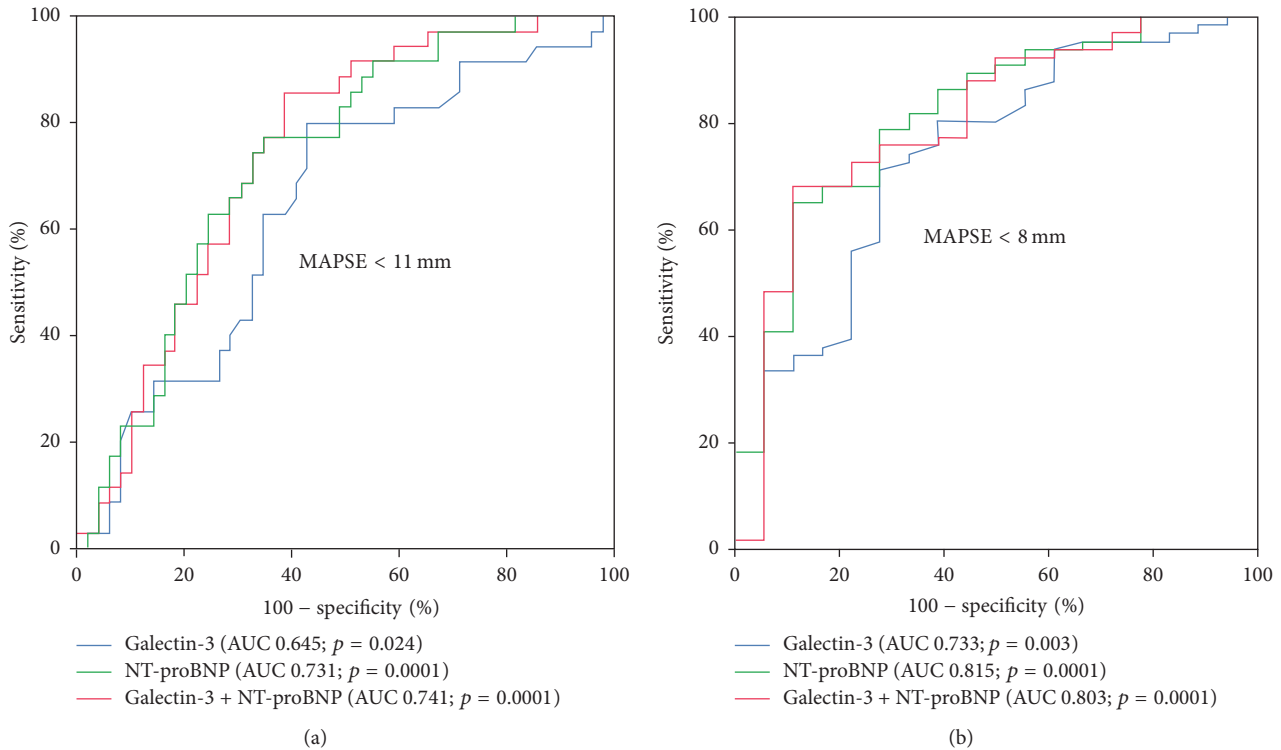 100
80
60
40
20
0
Sensitivity (%)
MAPSE < 11 mm
0 20 40 60 80 100
100 − specificity (%)
Galectin-3 (AUC 0.645; p = 0.024)
NT-proBNP (AUC 0.731; p = 0.0001)
Galectin-3 + NT-proBNP (AUC 0.741; p = 0.0001)
(a)
100
80
60
40
20
0
Sensitivity (%)
MAPSE < 8 mm
0 20 40 60 80 100
100 − specificity (%)
Galectin-3 (AUC 0.733; p = 0.003)
NT-proBNP (AUC 0.815; p = 0.0001)
Galectin-3 + NT-proBNP (AUC 0.803; p = 0.0001)
(b)